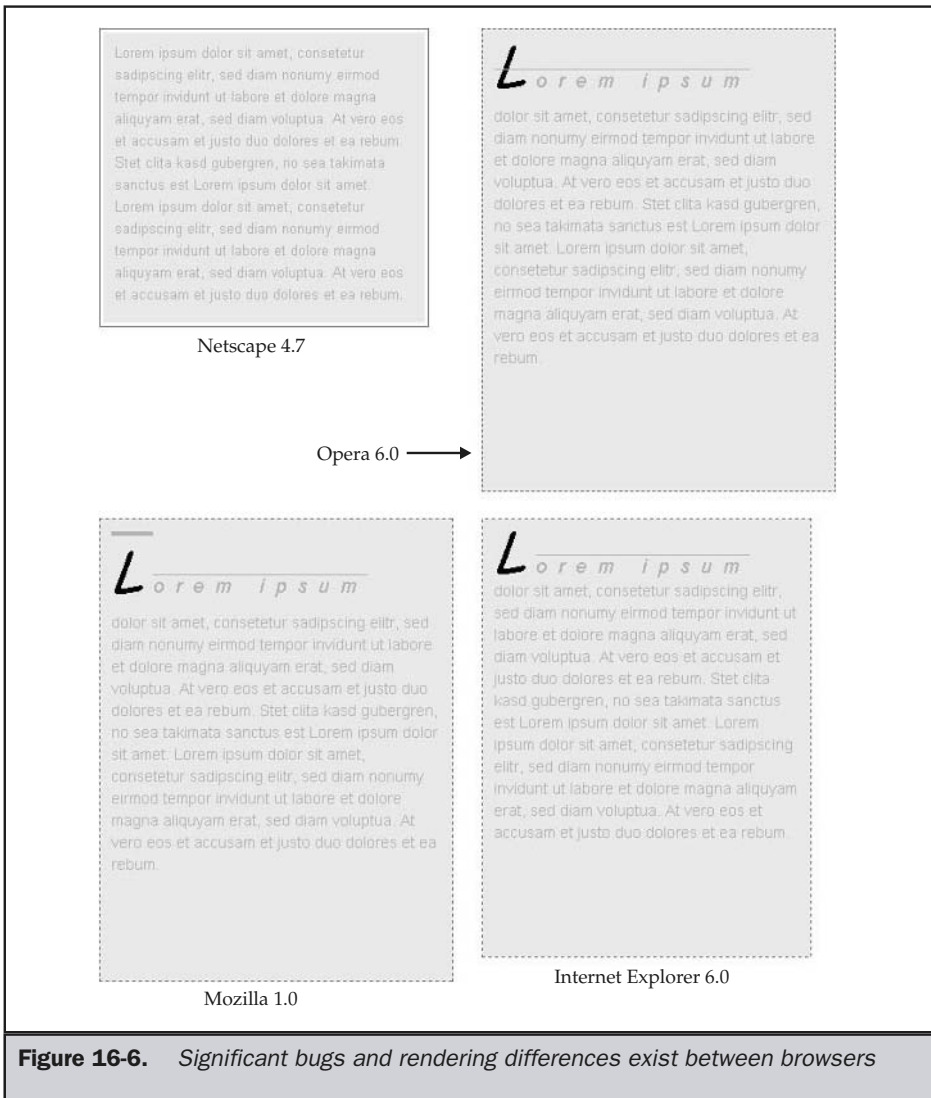 Lorem ipsum dolor sit amet, consetetur
sadipscing elitr, sed diam nonumy eirmod
tempor invidunt ut labore et dolore magna
aliquyam erat, sed diam voluptua. At vero eos
et accusam et justo duo dolores et ea rebum.
Stet clita kasd gubergren, no sea takimata
sanctus est Lorem ipsum dolor sit amet.
Lorem ipsum dolor sit amet, consetetur
sadipscing elitr, sed diam nonumy eirmod
tempor invidunt ut labore et dolore magna
aliquyam erat, sed diam voluptua. At vero eos
et accusam et justo duo dolores et ea rebum.
Netscape 4.7
Lorem ipsum
dolor sit amet, consetetur sadipscing elitr, sed
diam nonumy eirmod tempor invidunt ut labore
et dolore magna aliquyam erat, sed diam
voluptua. At vero eos et accusam et justo duo
dolores et ea rebum. Stet clita kasd gubergren,
no sea takimata sanctus est Lorem ipsum dolor
sit amet. Lorem ipsum dolor sit amet,
consetetur sadipscing elitr, sed diam nonumy
eirmod tempor invidunt ut labore et dolore
magna aliquyam erat, sed diam voluptua. At
vero eos et accusam et justo duo dolores et ea
rebum.
Opera 6.0
Lorem ipsum
dolor sit amet, consetetur sadipscing elitr, sed
diam nonumy eirmod tempor invidunt ut labore
et dolore magna aliquyam erat, sed diam
voluptua. At vero eos et accusam et justo duo
dolores et ea rebum. Stet clita kasd gubergren,
no sea takimata sanctus est Lorem ipsum dolor
sit amet. Lorem ipsum dolor sit amet,
consetetur sadipscing elitr, sed diam nonumy
eirmod tempor invidunt ut labore et dolore
magna aliquyam erat, sed diam voluptua. At
vero eos et accusam et justo duo dolores et ea
rebum.
Mozilla 1.0
Lorem ipsum
dolor sit amet, consetetur sadipscing elitr,
sed diam nonumy eirmod tempor invidunt ut
labore et dolore magna aliquyam erat, sed
diam voluptua. At vero eos et accusam et
justo duo dolores et ea rebum. Stet clita
kasd gubergren, no sea takimata sanctus
est Lorem ipsum dolor sit amet. Lorem
ipsum dolor sit amet, consetetur sadipscing
elitr, sed diam nonumy eirmod tempor
invidunt ut labore et dolore magna aliquyam
erat, sed diam voluptua. At vero eos et
accusam et justo duo dolores et ea rebum.
Internet Explorer 6.0
Figure 16-6. Significant bugs and rendering differences exist between browsers